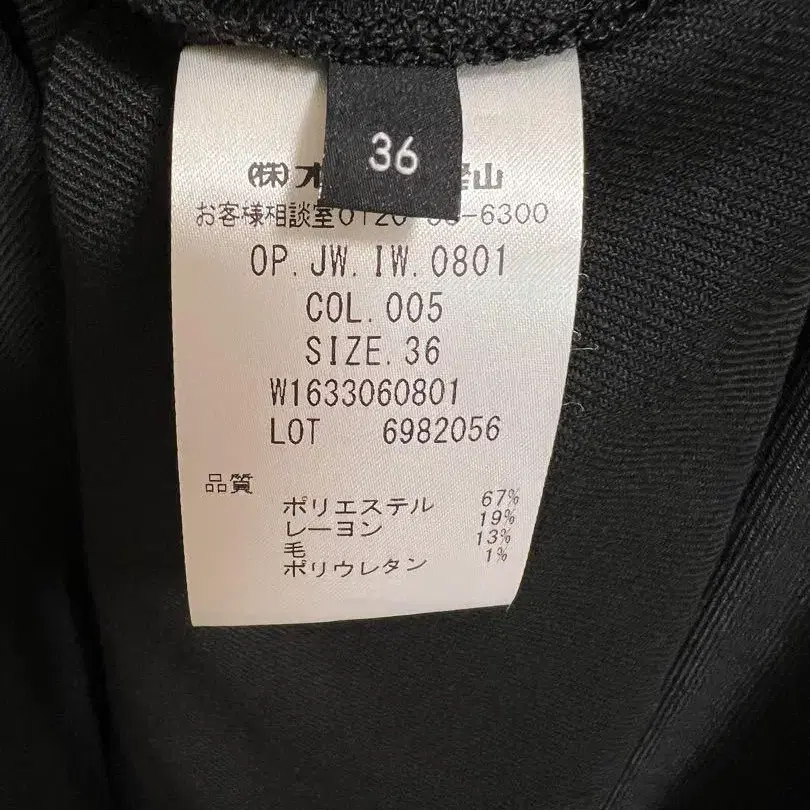 36
(株)オ 山
お客様相談室0120 -6300
OP.JW.IW.0801
COL.005
SIZE.36
W1633060801
LOT 6982056
品質
ポリエステル 67%
レーヨン 19%
毛 13%
ポリウレタン 1%